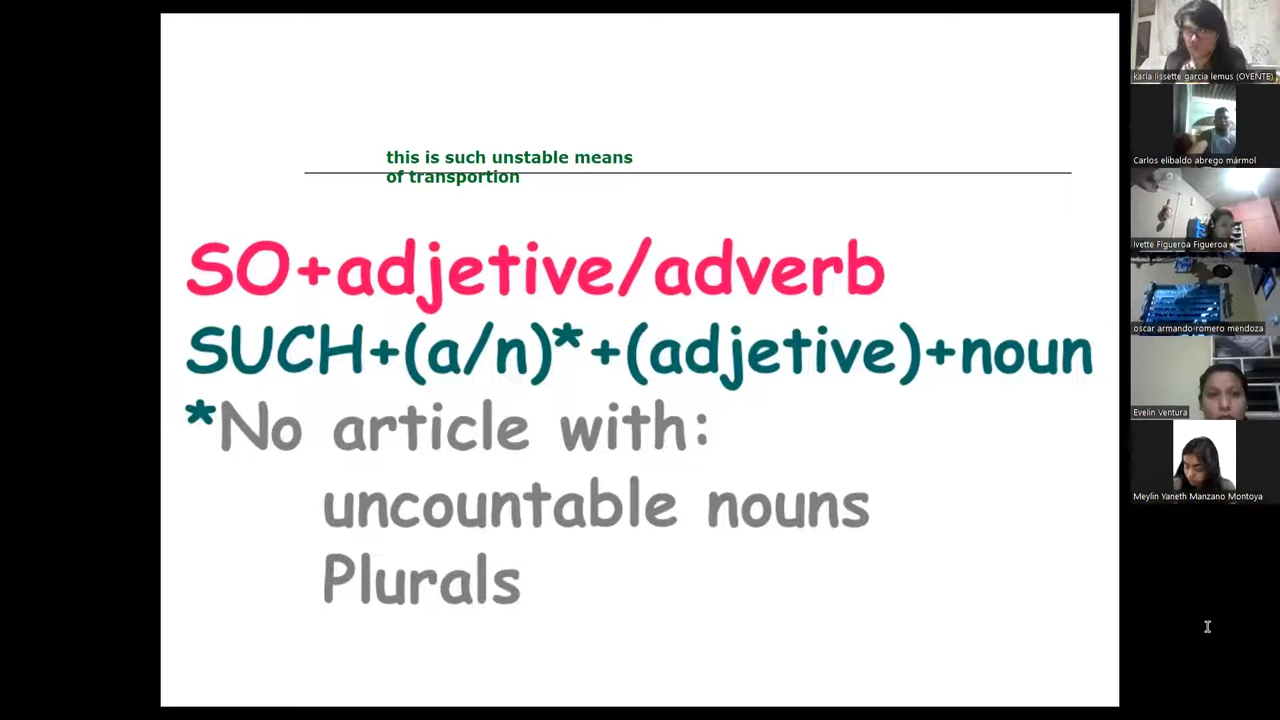 this is such unstable means
of transportion
SO+adjetive/adverb
SUCH+(a/n)*+(adjetive)+noun
*No article with:
uncountable nouns
Plurals
karla lissette garcia lemus (OYENTE)
Carlos elibaldo abrego mármol
Ivette Figueroa Figueroa
oscar armando romero mendoza
Evelin Ventura
Meylin Yaneth Manzano Montoya